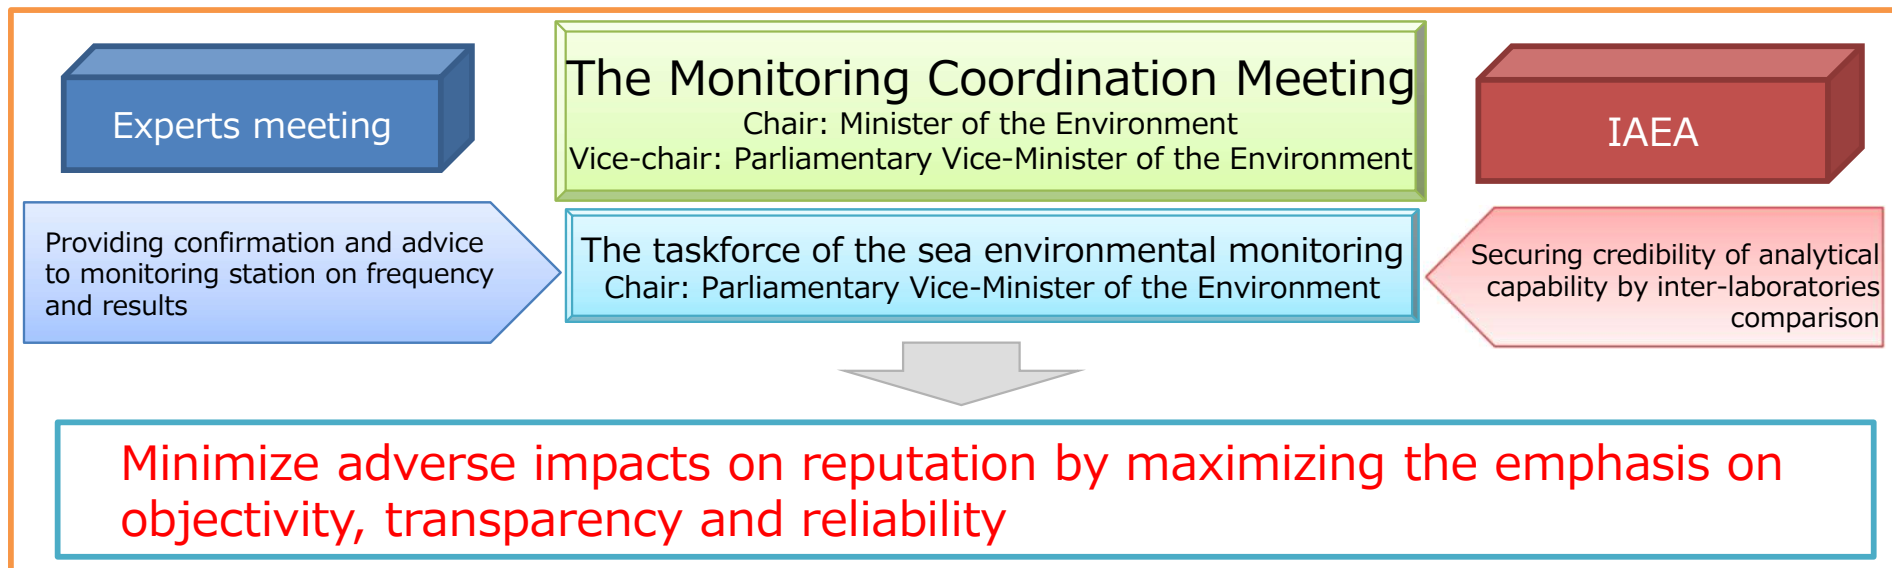 Experts meeting
The Monitoring Coordination Meeting
Chair: Minister of the Environment
Vice-chair: Parliamentary Vice-Minister of the Environment
IAEA
Providing confirmation and advice
to monitoring station on frequency
and results
The taskforce of the sea environmental monitoring
Chair: Parliamentary Vice-Minister of the Environment
Securing credibility of analytical
capability by inter-laboratories
comparison
Minimize adverse impacts on reputation by maximizing the emphasis on
objectivity, transparency and reliability